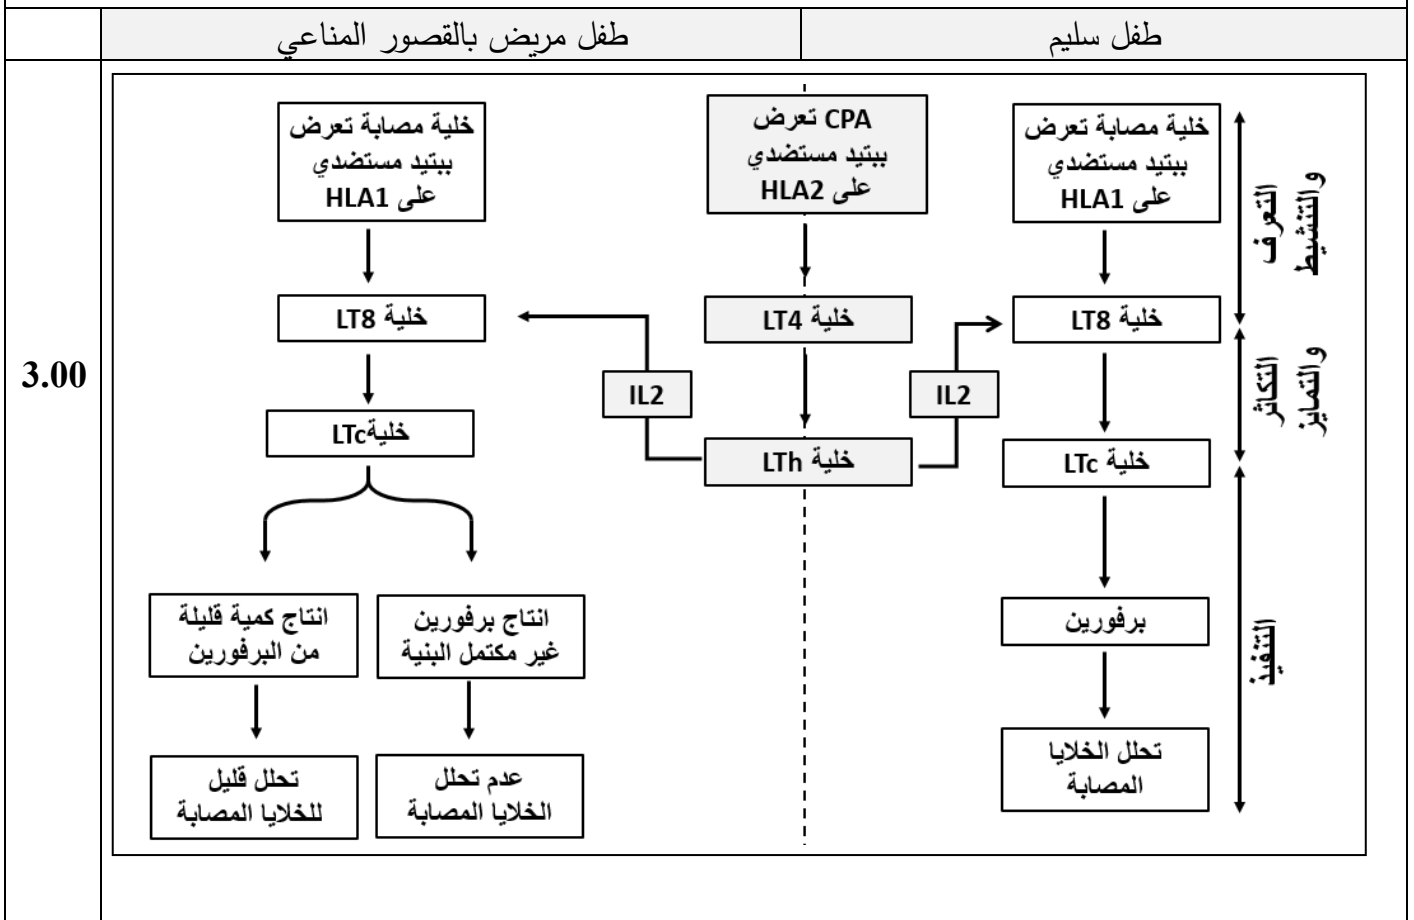 طفل سليم
طفل مريض بالقصور المناعي
3.00
خلية مصابة تعرض
ببتيد مستضدي
على HLA1
CPA تعرض
ببتيد مستضدي
على HLA2
خلية مصابة تعرض
ببتيد مستضدي
على HLA1
التعرف
والتنشيط
خلية LT8
خلية LT4
خلية LT8
IL2
IL2
التكاثر
والتمايز
خلية LTc
خلية LTh
خليةLTc
برفورين
انتاج برفورين
غير مكتمل البنية
انتاج كمية قليلة
من البرفورين
التنفيذ
تحلل الخلايا
المصابة
عدم تحلل
الخلايا المصابة
تحلل قليل
للخلايا المصابة